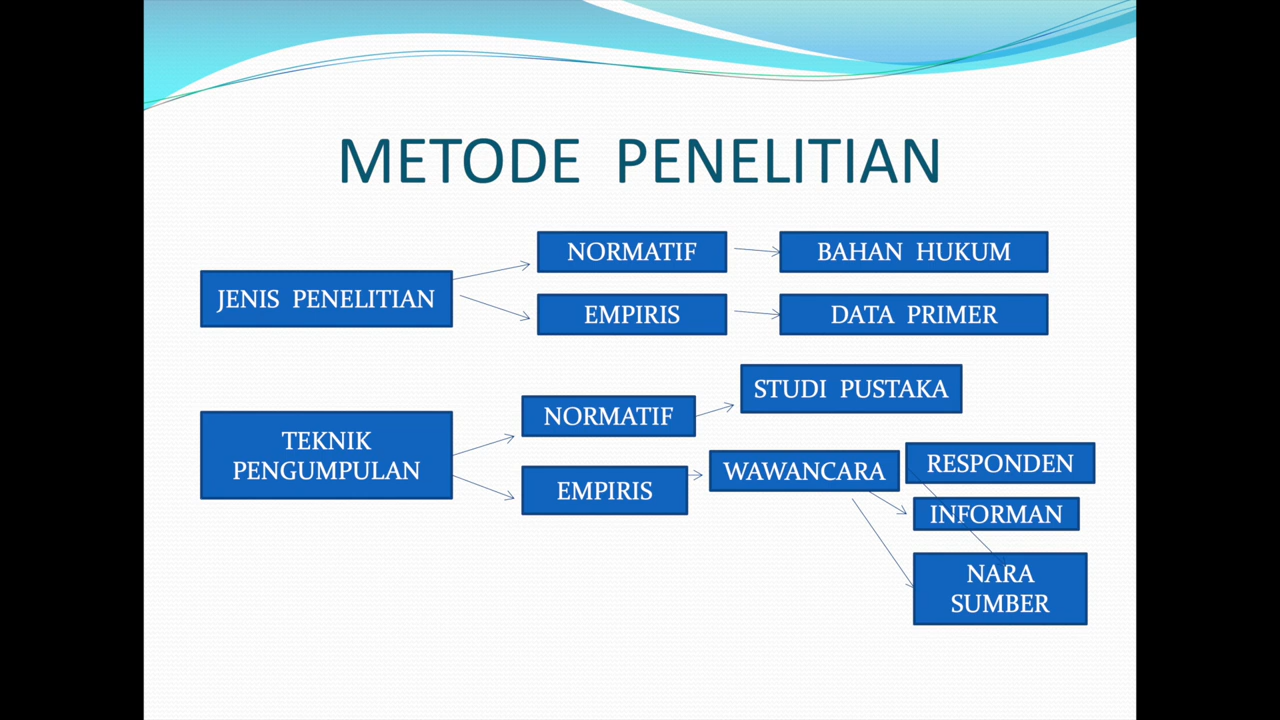 METODE PENELITIAN
JENIS PENELITIAN
NORMATIF
BAHAN HUKUM
EMPIRIS
DATA PRIMER
TEKNIK
PENGUMPULAN
NORMATIF
STUDI PUSTAKA
EMPIRIS
WAWANCARA
RESPONDEN
INFORMAN
NARA
SUMBER